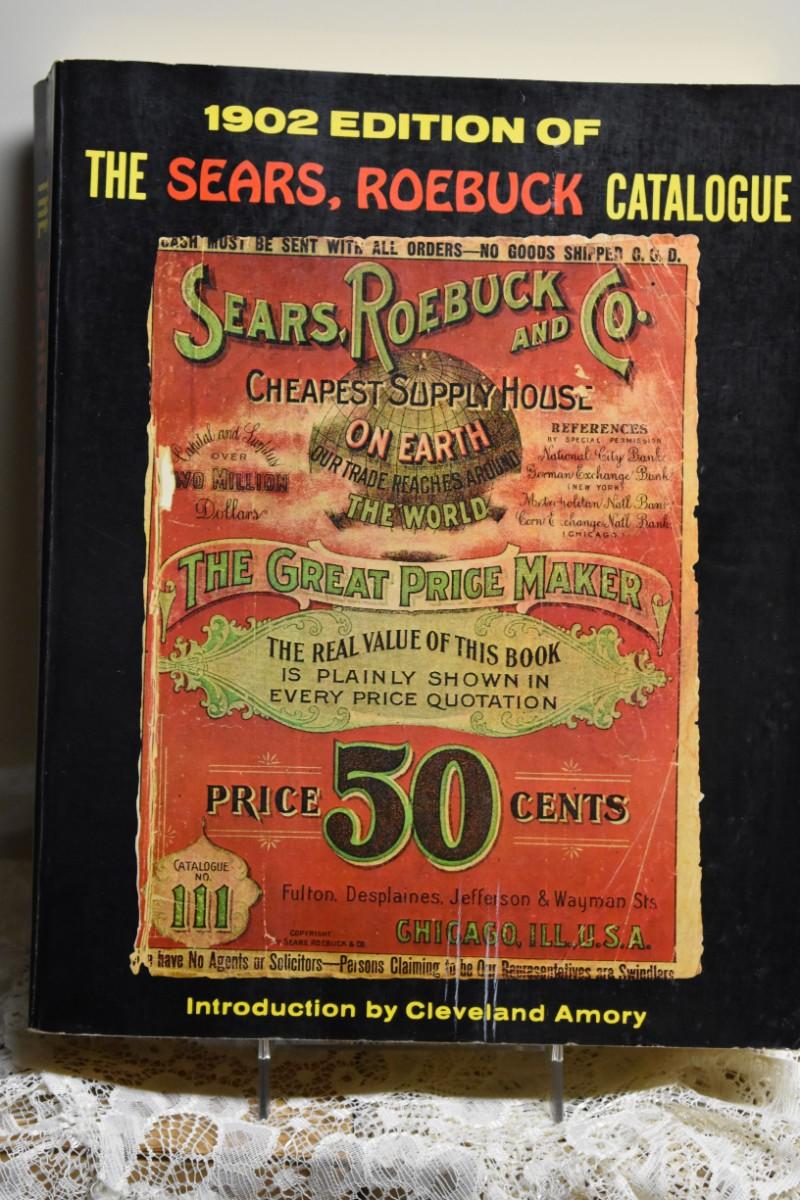 1902 EDITION OF
THE SEARS, ROEBUCK CATALOGUE
CASH MUST BE SENT WITH ALL ORDERS—NO GOODS SHIPPED C.O.D.
SEARS, ROEBUCK AND CO.
CHEAPEST SUPPLY HOUSE
ON EARTH
OUR TRADE REACHES AROUND
THE WORLD
Capital and Surplus
OVER
TWO MILLION
Dollars
REFERENCES
BY SPECIAL PERMISSION
National City Bank
German Exchange Bank
(NEW YORK)
Metropolitan Natl Bank
Corn Exchange Natl Bank
(CHICAGO)
THE GREAT PRICE MAKER
THE REAL VALUE OF THIS BOOK
IS PLAINLY SHOWN IN
EVERY PRICE QUOTATION
PRICE 50 CENTS
CATALOGUE
NO.
111
Fulton, Desplaines, Jefferson & Wayman Sts.
CHICAGO, ILL., U.S.A.
COPYRIGHT
BY SEARS ROEBUCK & CO.
have No Agents or Solicitors—Persons Claiming to be Our Representatives are Swindlers
Introduction by Cleveland Amory
THE